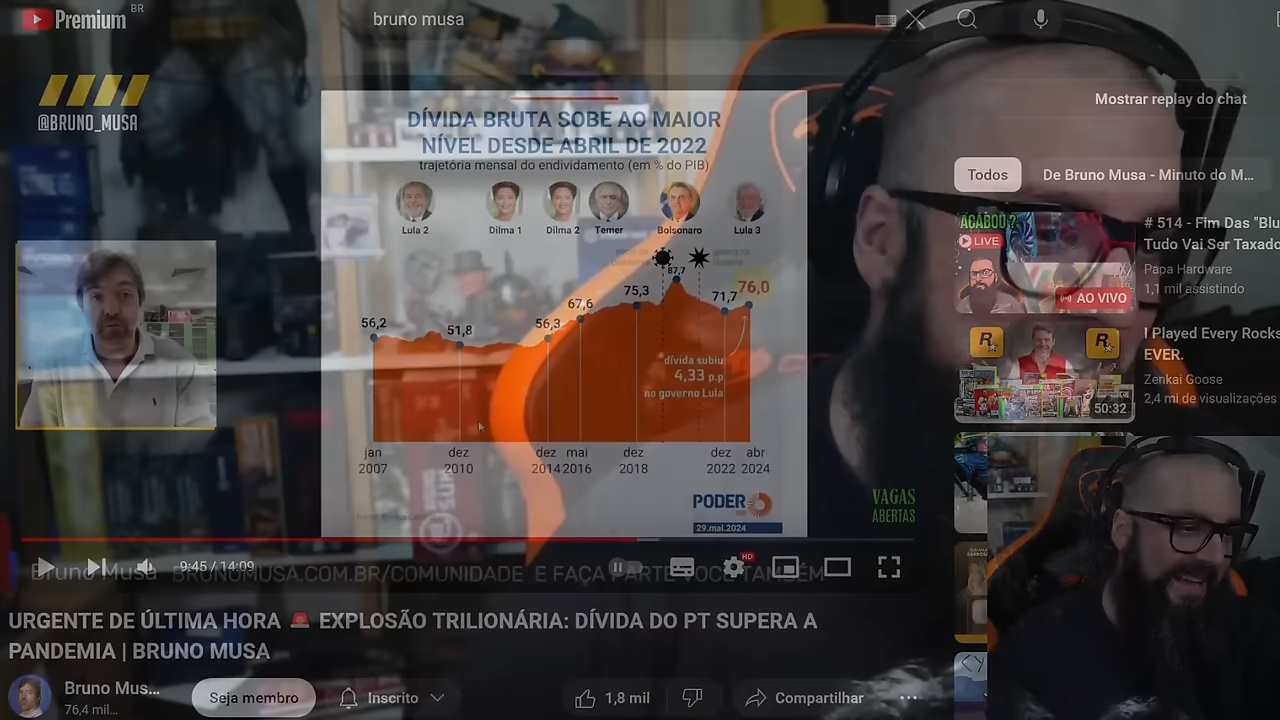 Premium BR
bruno musa
@BRUNO_MUSA
DÍVIDA BRUTA SOBE AO MAIOR
NÍVEL DESDE ABRIL DE 2022
trajetória mensal do endividamento (em % do PIB)
Lula 2
Dilma 1
Dilma 2
Temer
Bolsonaro
Lula 3
56,2
51,8
56,3
67,6
75,3
87,7
71,7
76,0
dívida subiu
4,33 p.p
no governo Lula
jan
2007
dez
2010
dez
2014
mai
2016
dez
2018
dez
2022
abr
2024
PODER
29.mai.2024
VAGAS
ABERTAS
9:45 / 14:09
HD
Bruno Musa BRUNOMUSA.COM.BR/COMUNIDADE E FAÇA PARTE VOCÊ TAMBÉM
URGENTE DE ÚLTIMA HORA 🚨 EXPLOSÃO TRILIONÁRIA: DÍVIDA DO PT SUPERA A
PANDEMIA | BRUNO MUSA
Bruno Mus...
76,4 mil...
Seja membro
Inscrito
1,8 mil
Compartilhar
Mostrar replay do chat
Todos
De Bruno Musa - Minuto do M...
ACABOU ?
LIVE
AO VIVO
# 514 - Fim Das "Blu
Tudo Vai Ser Taxado
Papa Hardware
1,1 mil assistindo
50:32
I Played Every Rocks
EVER.
Zenkai Goose
2,4 mi de visualizações